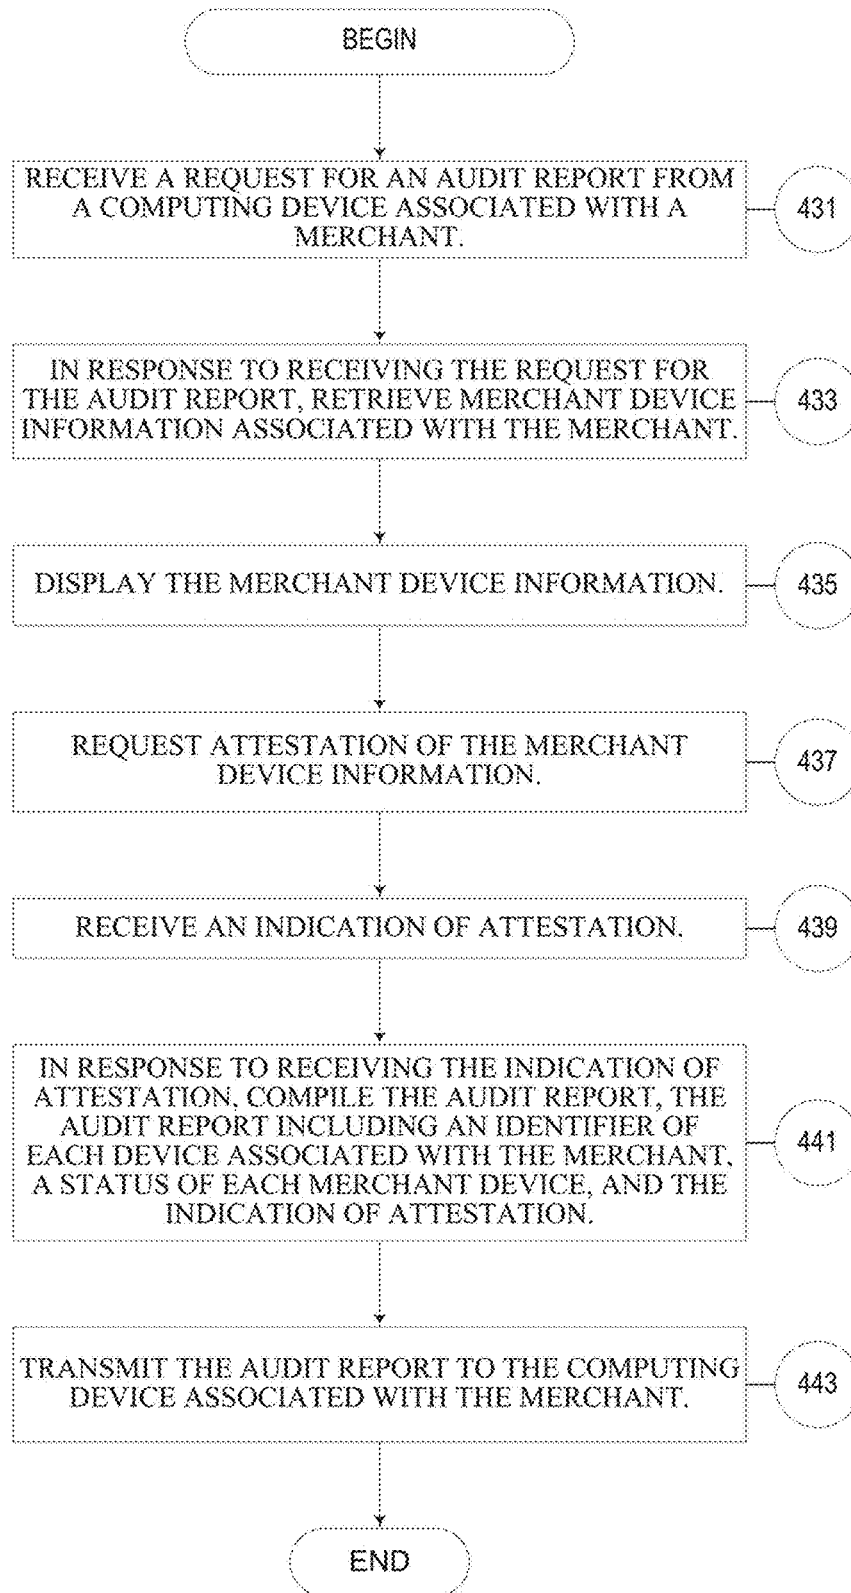 BEGIN
RECEIVE A REQUEST FOR AN AUDIT REPORT FROM
A COMPUTING DEVICE ASSOCIATED WITH A
MERCHANT.
431
IN RESPONSE TO RECEIVING THE REQUEST FOR
THE AUDIT REPORT, RETRIEVE MERCHANT DEVICE
INFORMATION ASSOCIATED WITH THE MERCHANT.
433
DISPLAY THE MERCHANT DEVICE INFORMATION.
435
REQUEST ATTESTATION OF THE MERCHANT
DEVICE INFORMATION.
437
RECEIVE AN INDICATION OF ATTESTATION.
439
IN RESPONSE TO RECEIVING THE INDICATION OF
ATTESTATION, COMPILE THE AUDIT REPORT, THE
AUDIT REPORT INCLUDING AN IDENTIFIER OF
EACH DEVICE ASSOCIATED WITH THE MERCHANT,
A STATUS OF EACH MERCHANT DEVICE, AND THE
INDICATION OF ATTESTATION.
441
TRANSMIT THE AUDIT REPORT TO THE COMPUTING
DEVICE ASSOCIATED WITH THE MERCHANT.
443
END